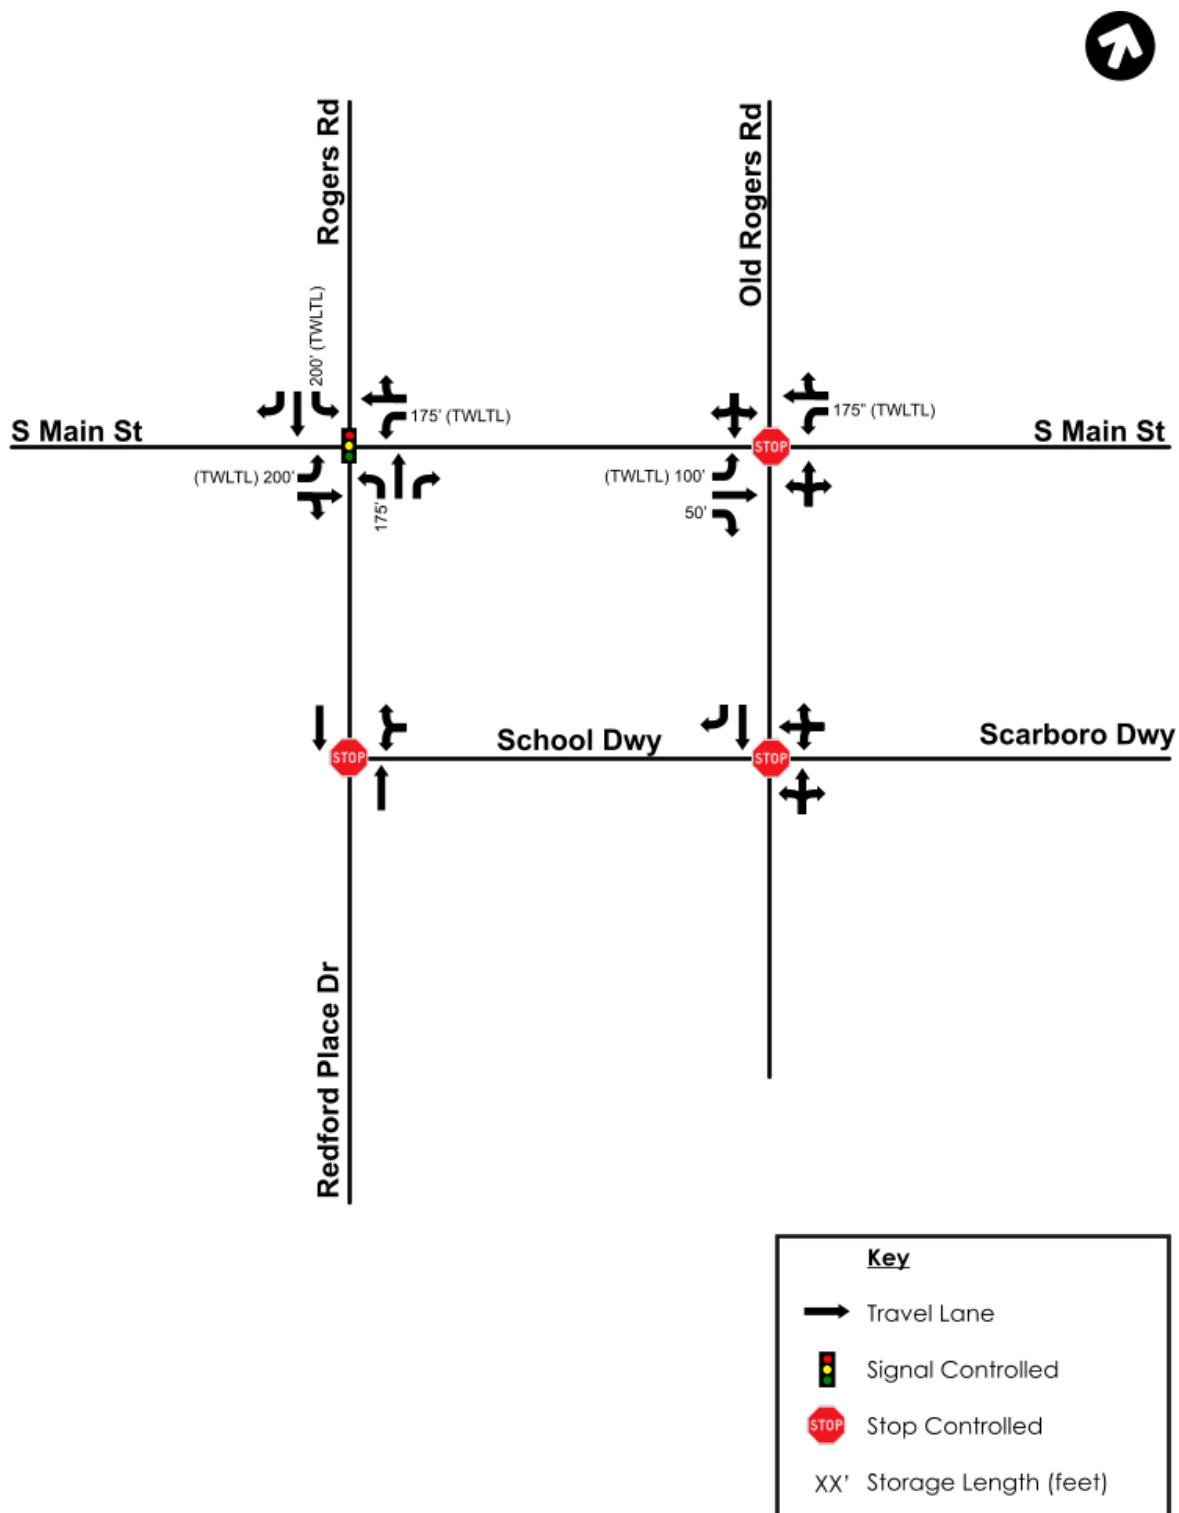 Rogers Rd
Old Rogers Rd
200' (TWLTL)
175' (TWLTL)
175" (TWLTL)
S Main St
S Main St
STOP
(TWLTL) 200'
175'
(TWLTL) 100'
50'
School Dwy
Scarboro Dwy
STOP
STOP
Redford Place Dr
Key
Travel Lane
Signal Controlled
STOP
Stop Controlled
XX' Storage Length (feet)